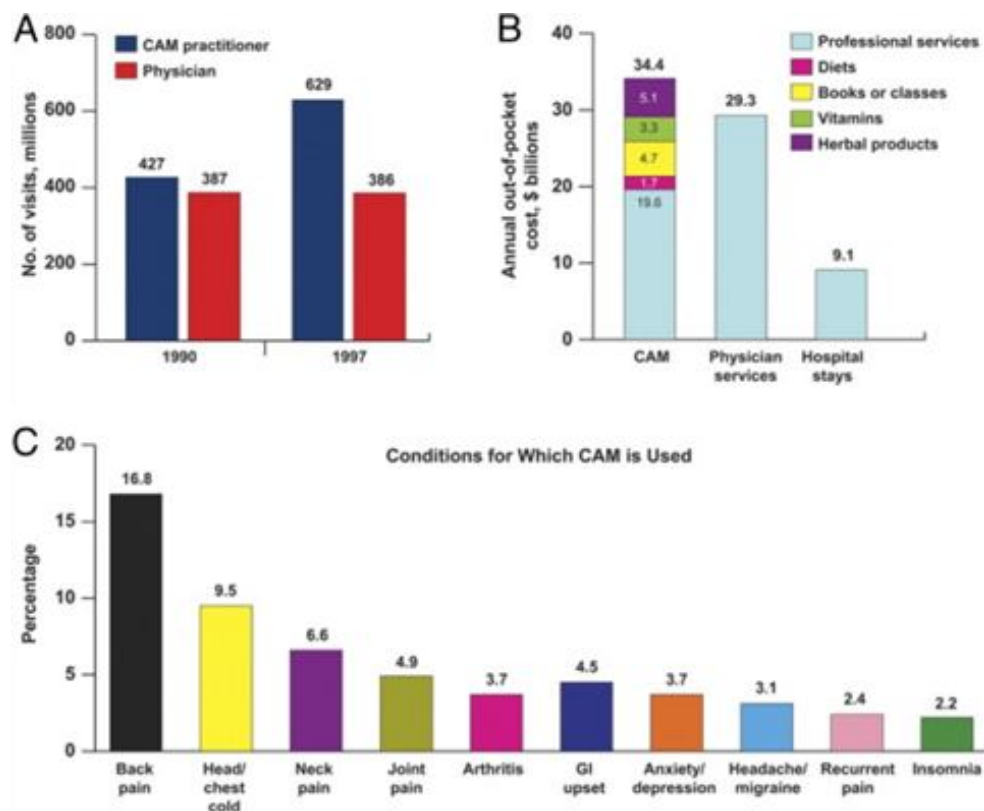 A
800
600
400
200
0
No. of visits, millions
CAM practitioner
Physician
427
387
629
386
1990
1997
B
40
30
20
10
0
Annual out-of-pocket
cost, $ billions
34.4
5.1
3.3
4.7
1.7
19.6
29.3
9.1
CAM
Physician
services
Hospital
stays
Professional services
Diets
Books or classes
Vitamins
Herbal products
C
Conditions for Which CAM is Used
20
15
10
5
0
Percentage
16.8
9.5
6.6
4.9
3.7
4.5
3.7
3.1
2.4
2.2
Back
pain
Head/
chest
cold
Neck
pain
Joint
pain
Arthritis
GI
upset
Anxiety/
depression
Headache/
migraine
Recurrent
pain
Insomnia